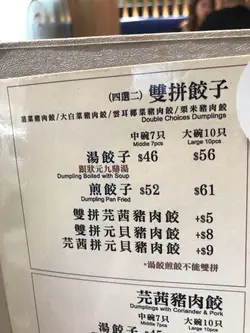 (四選二) 雙拼餃子
韮菜豬肉餃/大白菜豬肉餃/雲耳椰菜豬肉餃/粟米豬肉餃
Double Choices Dumplings
中碗7只 大碗10只
Middle 7pcs Large 10pcs
湯餃子 $46 $56
跟狀元九膳湯
Dumpling Boiled with Soup
煎餃子 $52 $61
Dumpling Pan Fried
雙拼芫茜豬肉餃 +$5
雙拼元貝豬肉餃 +$8
芫茜拼元貝豬肉餃 +$9
*湯餃煎餃不能雙拼
芫茜豬肉餃
Dumplings with Coriander & Pork
中碗7只 大碗10只